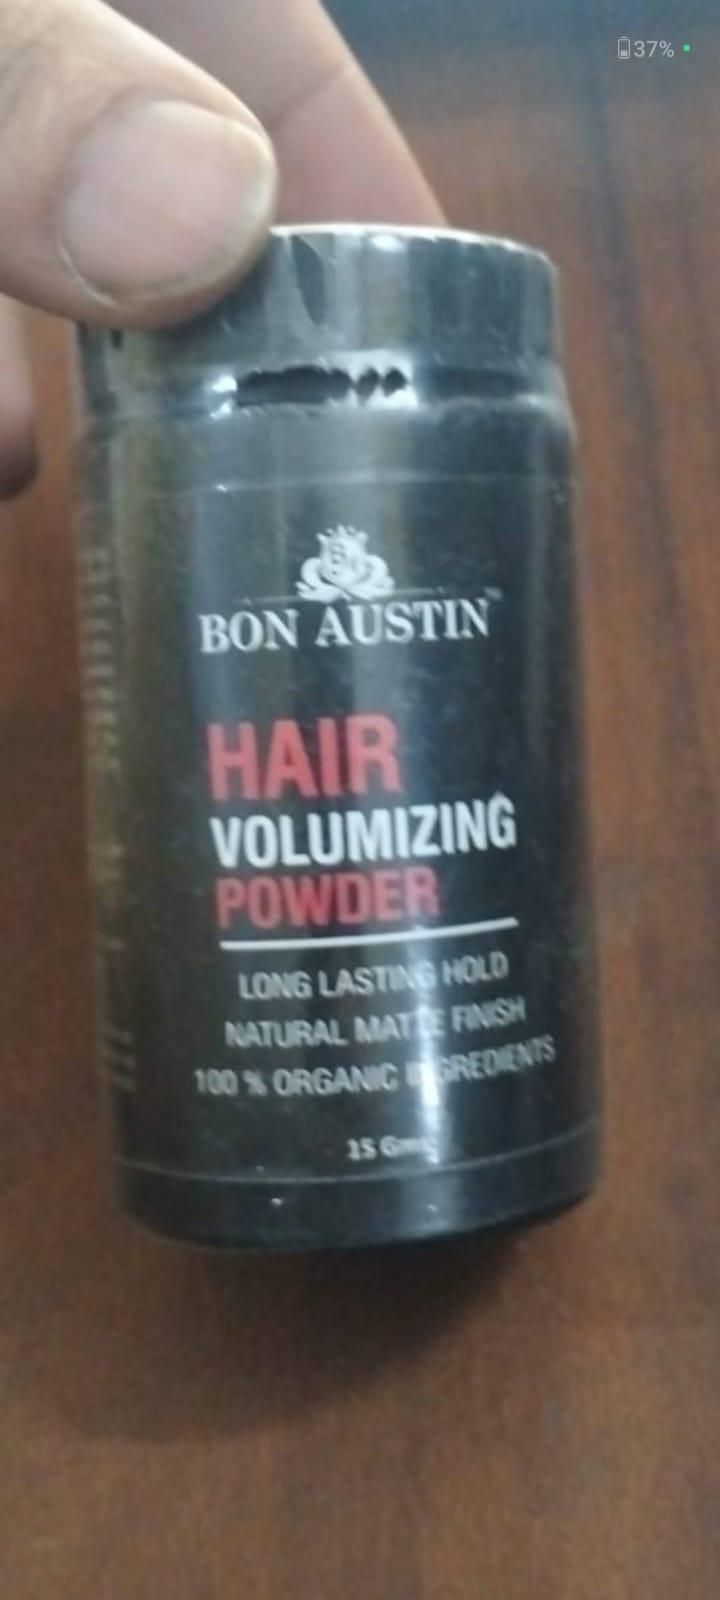 37%
BON AUSTIN™
HAIR
VOLUMIZING
POWDER
LONG LASTING HOLD
NATURAL MATTE FINISH
100 % ORGANIC INGREDIENTS
15 Gms